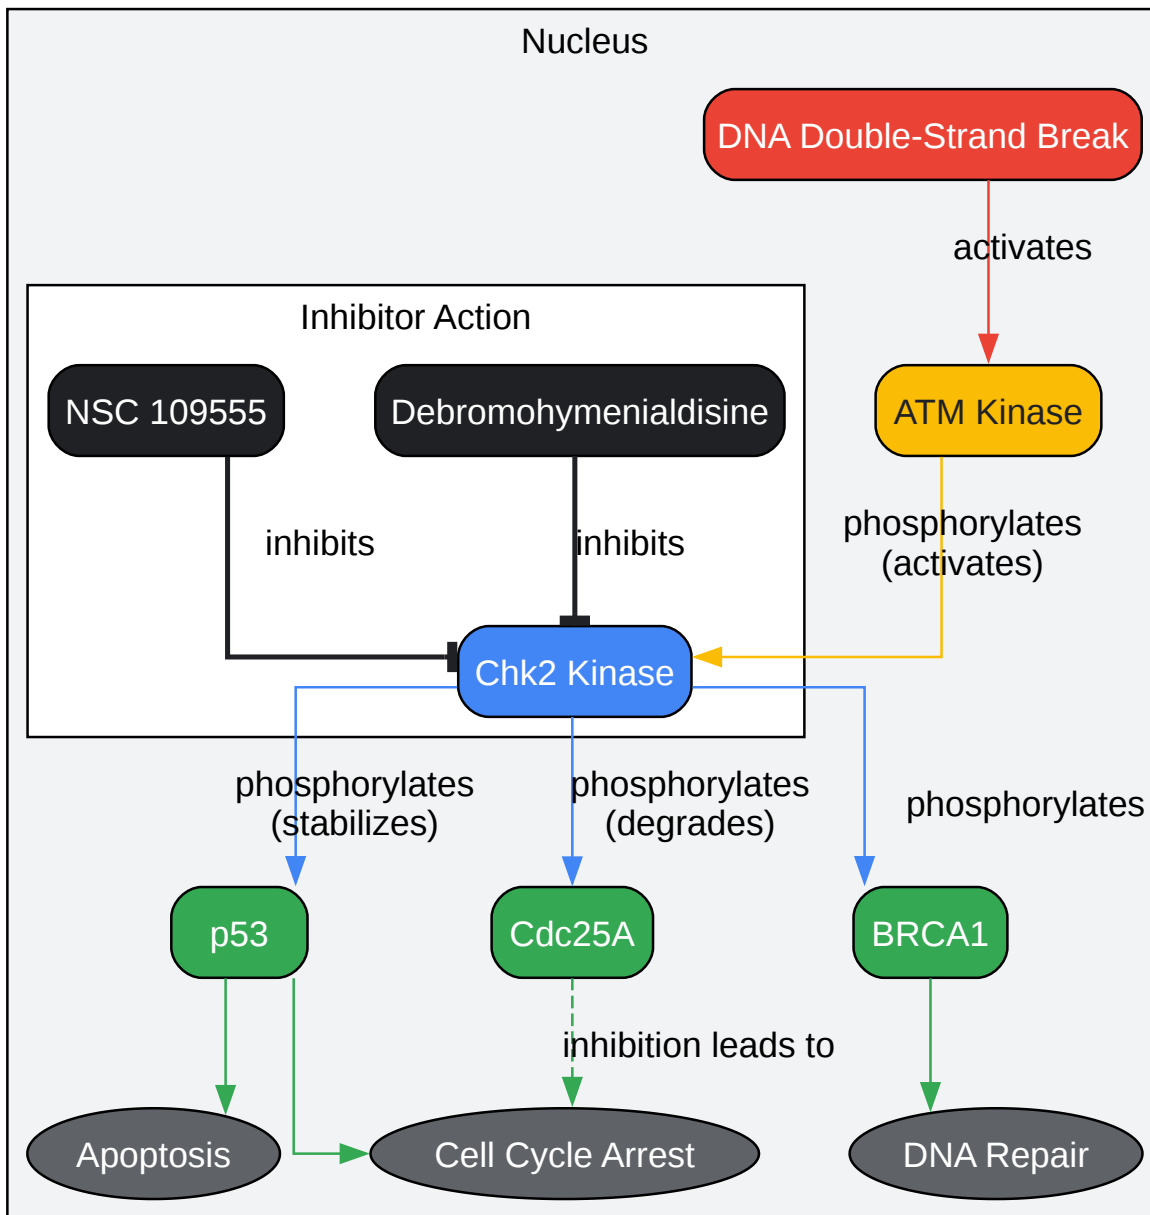 Nucleus
DNA Double-Strand Break
activates
Inhibitor Action
NSC 109555
Debromohymenialdisine
ATM Kinase
inhibits
inhibits
phosphorylates
(activates)
Chk2 Kinase
phosphorylates
(stabilizes)
phosphorylates
(degrades)
phosphorylates
p53
Cdc25A
BRCA1
inhibition leads to
Apoptosis
Cell Cycle Arrest
DNA Repair